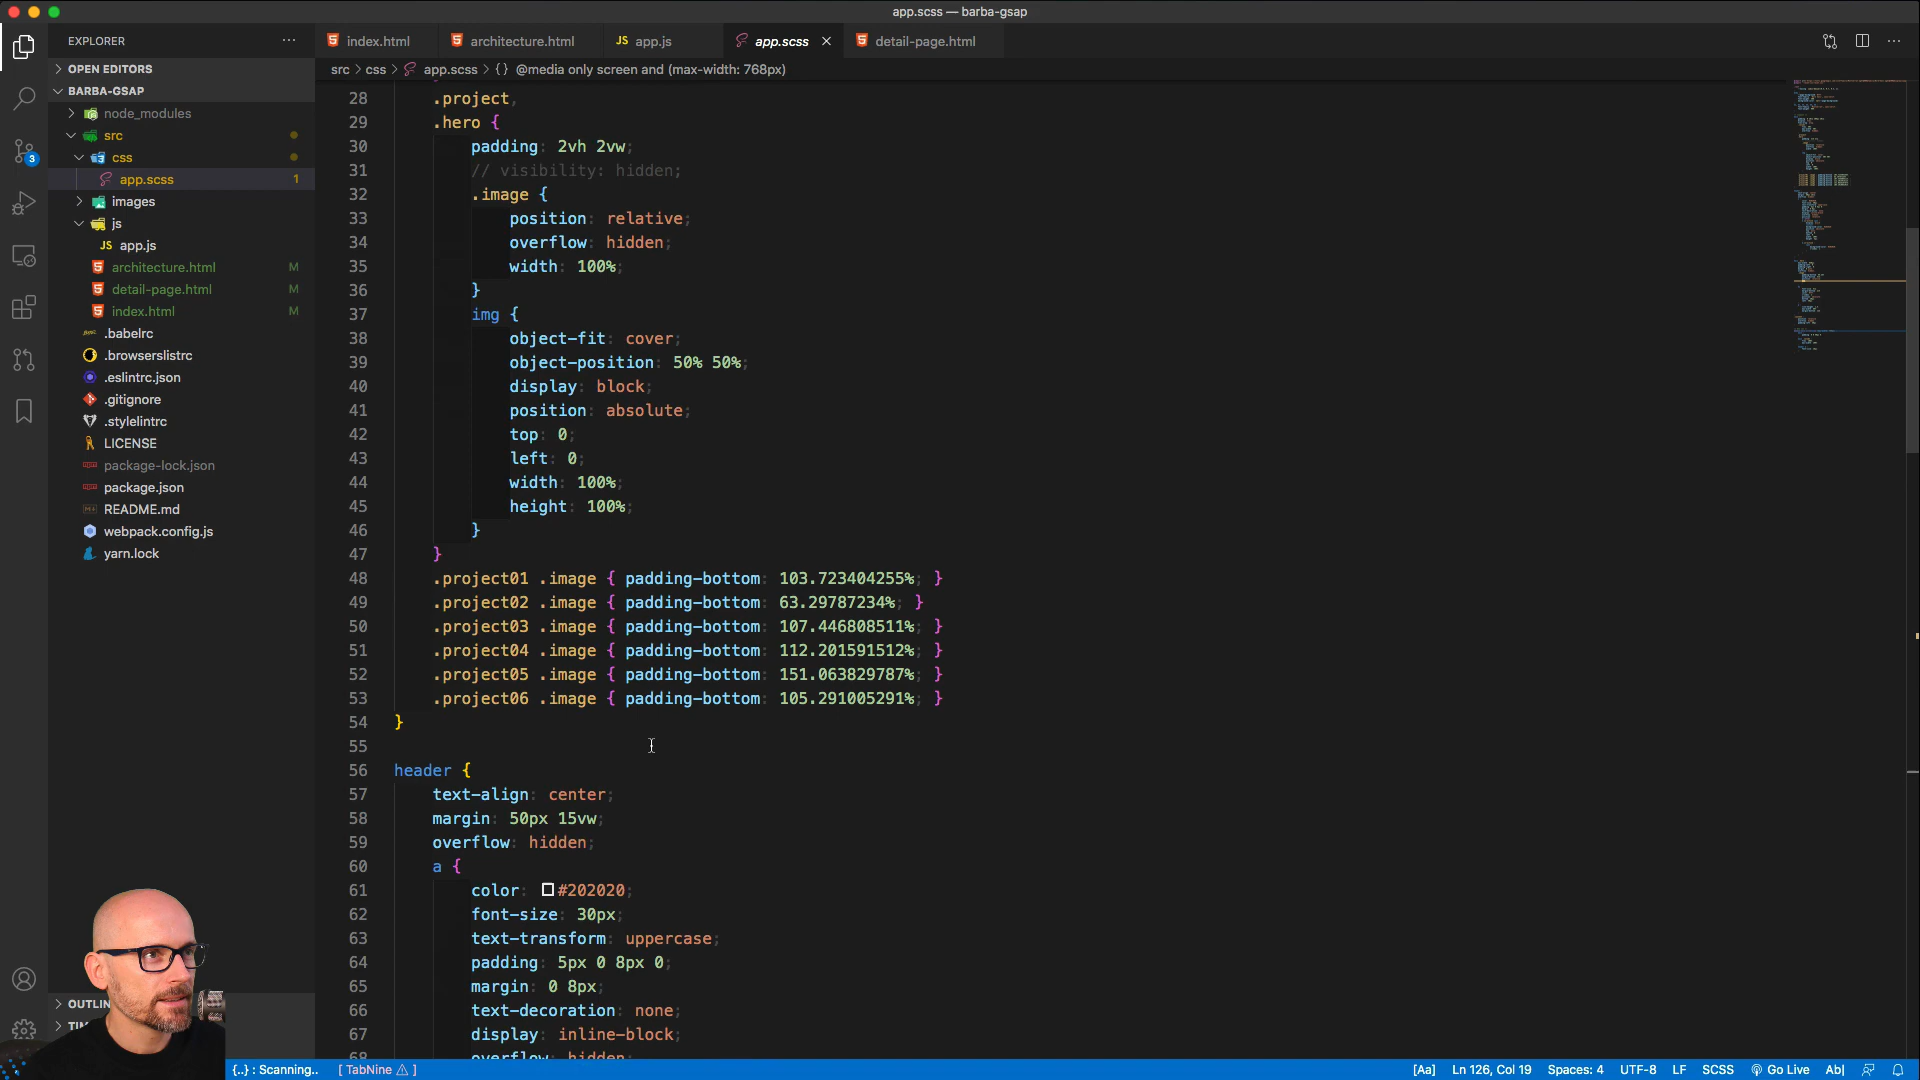 app.scss — barba-gsap
EXPLORER
index.html
architecture.html
JS app.js
app.scss
detail-page.html
OPEN EDITORS
src > css > app.scss > {} @media only screen and (max-width: 768px)
BARBA-GSAP
node_modules
src
css
app.scss 1
images
js
JS app.js
architecture.html M
detail-page.html M
index.html M
.babelrc
.browserslistrc
.eslintrc.json
.gitignore
.stylelintrc
LICENSE
package-lock.json
package.json
README.md
webpack.config.js
yarn.lock
3
28 .project,
29 .hero {
30 padding: 2vh 2vw;
31 // visibility: hidden;
32 .image {
33 position: relative;
34 overflow: hidden;
35 width: 100%;
36 }
37 img {
38 object-fit: cover;
39 object-position: 50% 50%;
40 display: block;
41 position: absolute;
42 top: 0;
43 left: 0;
44 width: 100%;
45 height: 100%;
46 }
47 }
48 .project01 .image { padding-bottom: 103.723404255%; }
49 .project02 .image { padding-bottom: 63.29787234%; }
50 .project03 .image { padding-bottom: 107.446808511%; }
51 .project04 .image { padding-bottom: 112.201591512%; }
52 .project05 .image { padding-bottom: 151.063829787%; }
53 .project06 .image { padding-bottom: 105.291005291%; }
54 }
55
56 header {
57 text-align: center;
58 margin: 50px 15vw;
59 overflow: hidden;
60 a {
61 color: #202020;
62 font-size: 30px;
63 text-transform: uppercase;
64 padding: 5px 0 8px 0;
65 margin: 0 8px;
66 text-decoration: none;
67 display: inline-block;
68 overflow: hidden;
OUTLIN
TI
{..} : Scanning..
[ TabNine ⚠ ]
[Aa]
Ln 126, Col 19
Spaces: 4
UTF-8
LF
SCSS
Go Live
Ab|